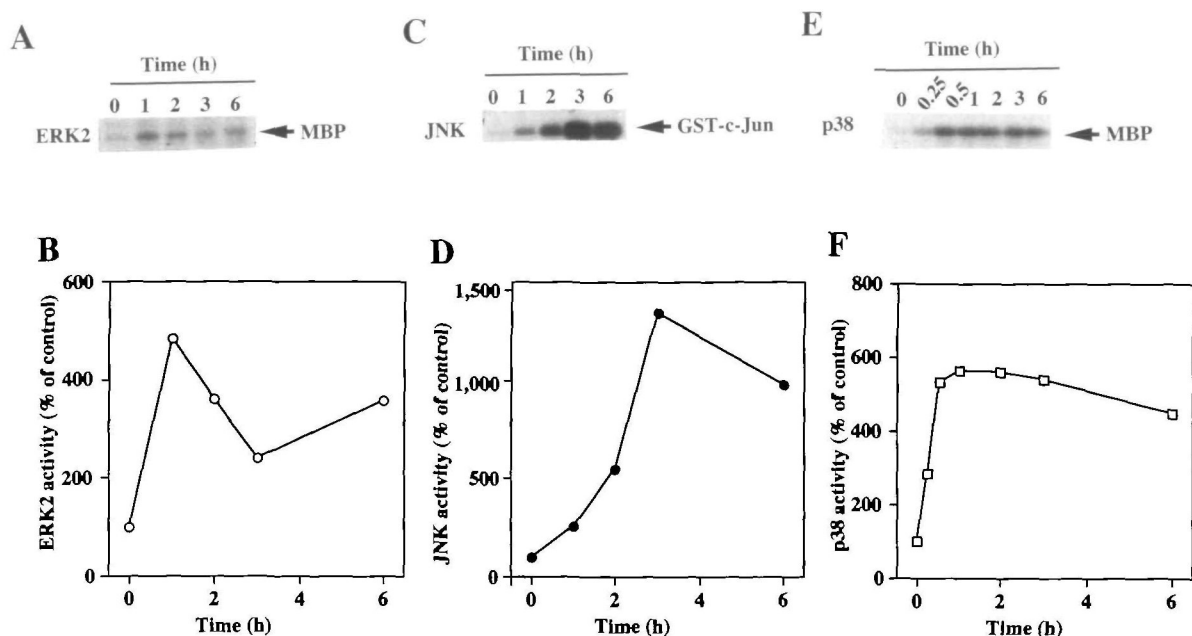 A
Time (h)
0 1 2 3 6
ERK2
MBP
C
Time (h)
0 1 2 3 6
JNK
GST-c-Jun
E
Time (h)
0 0.25 0.5 1 2 3 6
p38
MBP
B
600
400
200
0
ERK2 activity (% of control)
0 2 4 6
Time (h)
D
1,500
1,000
500
0
JNK activity (% of control)
0 2 4 6
Time (h)
F
800
600
400
200
0
p38 activity (% of control)
0 2 4 6
Time (h)